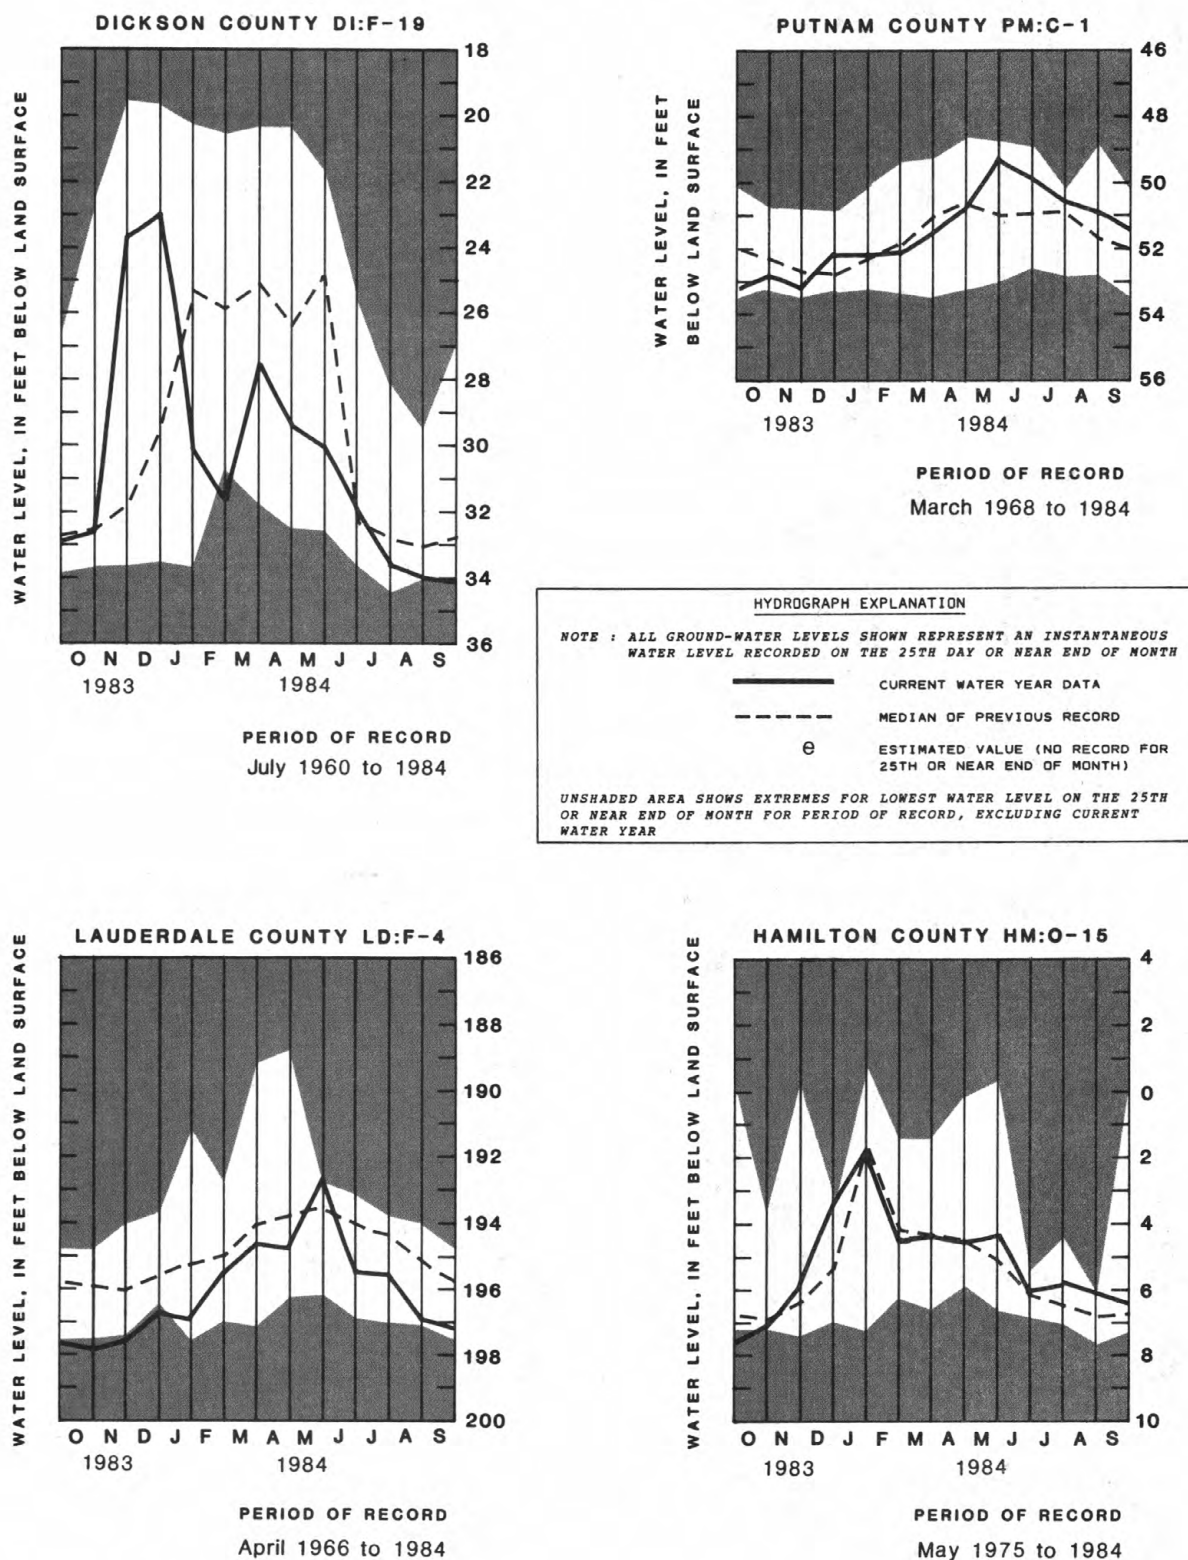 DICKSON COUNTY DI:F-19
WATER LEVEL, IN FEET BELOW LAND SURFACE
18
20
22
24
26
28
30
32
34
36
O N D J F M A M J J A S
1983 1984
PERIOD OF RECORD
July 1960 to 1984
PUTNAM COUNTY PM:C-1
WATER LEVEL, IN FEET
BELOW LAND SURFACE
46
48
50
52
54
56
O N D J F M A M J J A S
1983 1984
PERIOD OF RECORD
March 1968 to 1984
HYDROGRAPH EXPLANATION
NOTE : ALL GROUND-WATER LEVELS SHOWN REPRESENT AN INSTANTANEOUS
WATER LEVEL RECORDED ON THE 25TH DAY OR NEAR END OF MONTH
CURRENT WATER YEAR DATA
MEDIAN OF PREVIOUS RECORD
e ESTIMATED VALUE (NO RECORD FOR
25TH OR NEAR END OF MONTH)
UNSHADED AREA SHOWS EXTREMES FOR LOWEST WATER LEVEL ON THE 25TH
OR NEAR END OF MONTH FOR PERIOD OF RECORD, EXCLUDING CURRENT
WATER YEAR
LAUDERDALE COUNTY LD:F-4
WATER LEVEL, IN FEET BELOW LAND SURFACE
186
188
190
192
194
196
198
200
O N D J F M A M J J A S
1983 1984
PERIOD OF RECORD
April 1966 to 1984
HAMILTON COUNTY HM:O-15
WATER LEVEL, IN FEET BELOW LAND SURFACE
4
2
0
2
4
6
8
10
O N D J F M A M J J A S
1983 1984
PERIOD OF RECORD
May 1975 to 1984